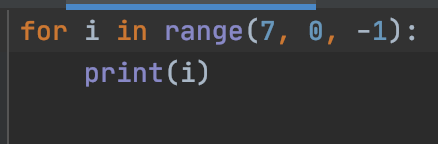 for i in range(7, 0, -1):
    print(i)